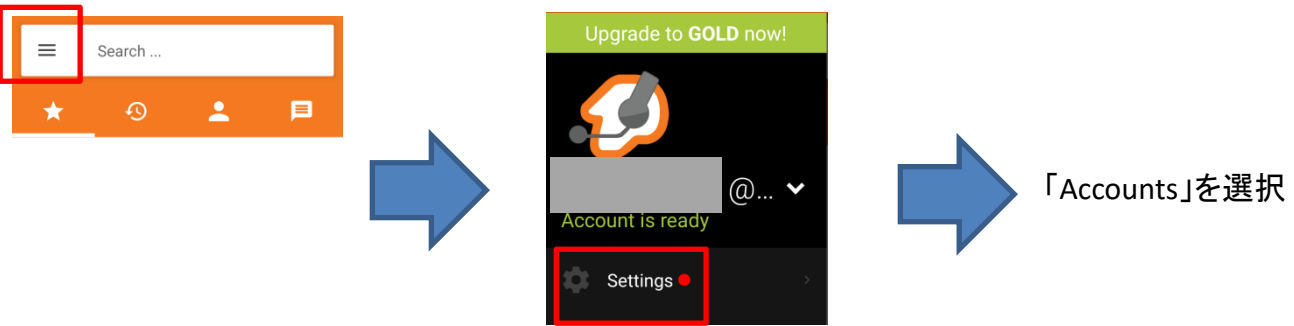 Search ...
Upgrade to GOLD now!
@...
Account is ready
Settings
「Accounts」を選択